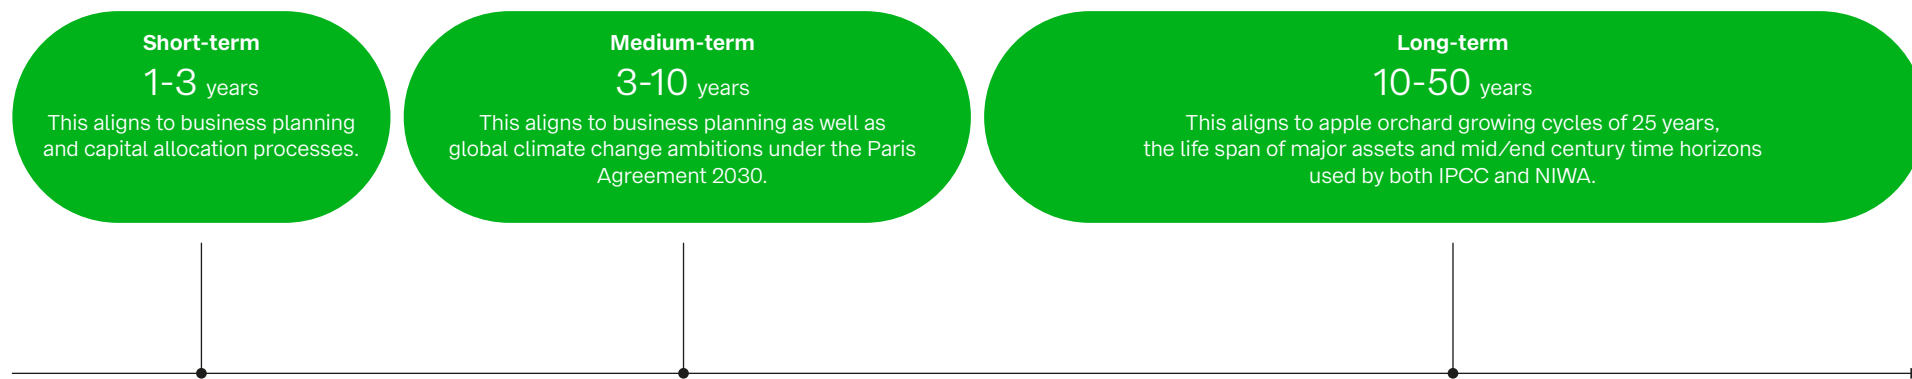 Short-term
1-3 years
This aligns to business planning
and capital allocation processes.
Medium-term
3-10 years
This aligns to business planning as well as
global climate change ambitions under the Paris
Agreement 2030.
Long-term
10-50 years
This aligns to apple orchard growing cycles of 25 years,
the life span of major assets and mid/end century time horizons
used by both IPCC and NIWA.